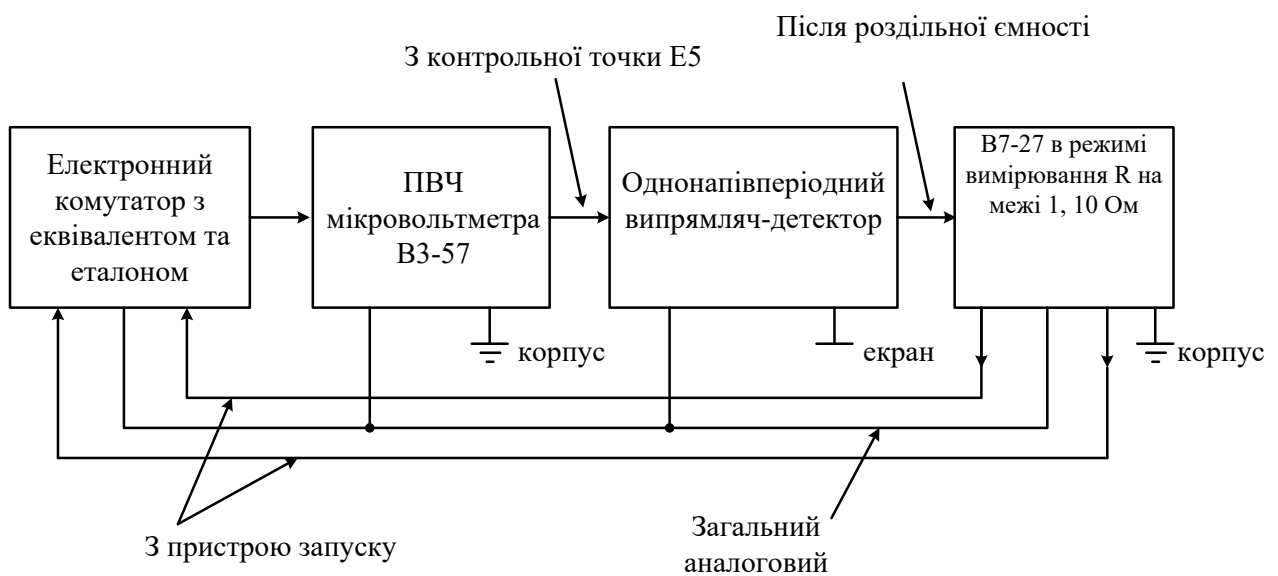 З контрольної точки Е5
Після роздільної ємності
Електронний
комутатор з
еквівалентом та
еталоном
ПВЧ
мікровольтметра
В3-57
Однонапівперіодний
випрямляч-детектор
В7-27 в режимі
вимірювання R на
межі 1, 10 Ом
корпус
екран
корпус
З пристрою запуску
Загальний
аналоговий